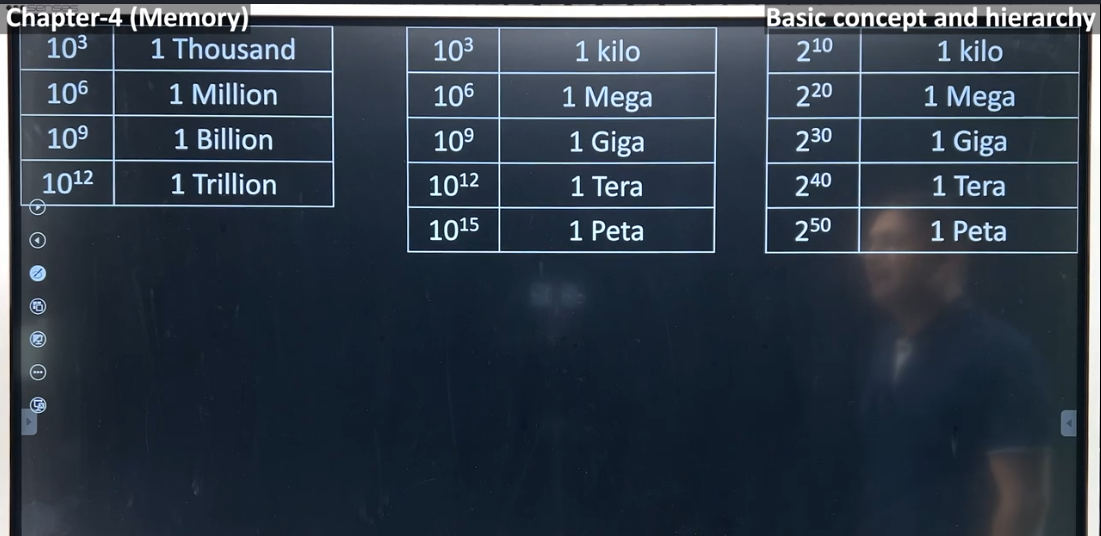 Chapter-4 (Memory)
Basic concept and hierarchy
10³ 1 Thousand
10⁶ 1 Million
10⁹ 1 Billion
10¹² 1 Trillion
10³ 1 kilo
10⁶ 1 Mega
10⁹ 1 Giga
10¹² 1 Tera
10¹⁵ 1 Peta
2¹⁰ 1 kilo
2²⁰ 1 Mega
2³⁰ 1 Giga
2⁴⁰ 1 Tera
2⁵⁰ 1 Peta